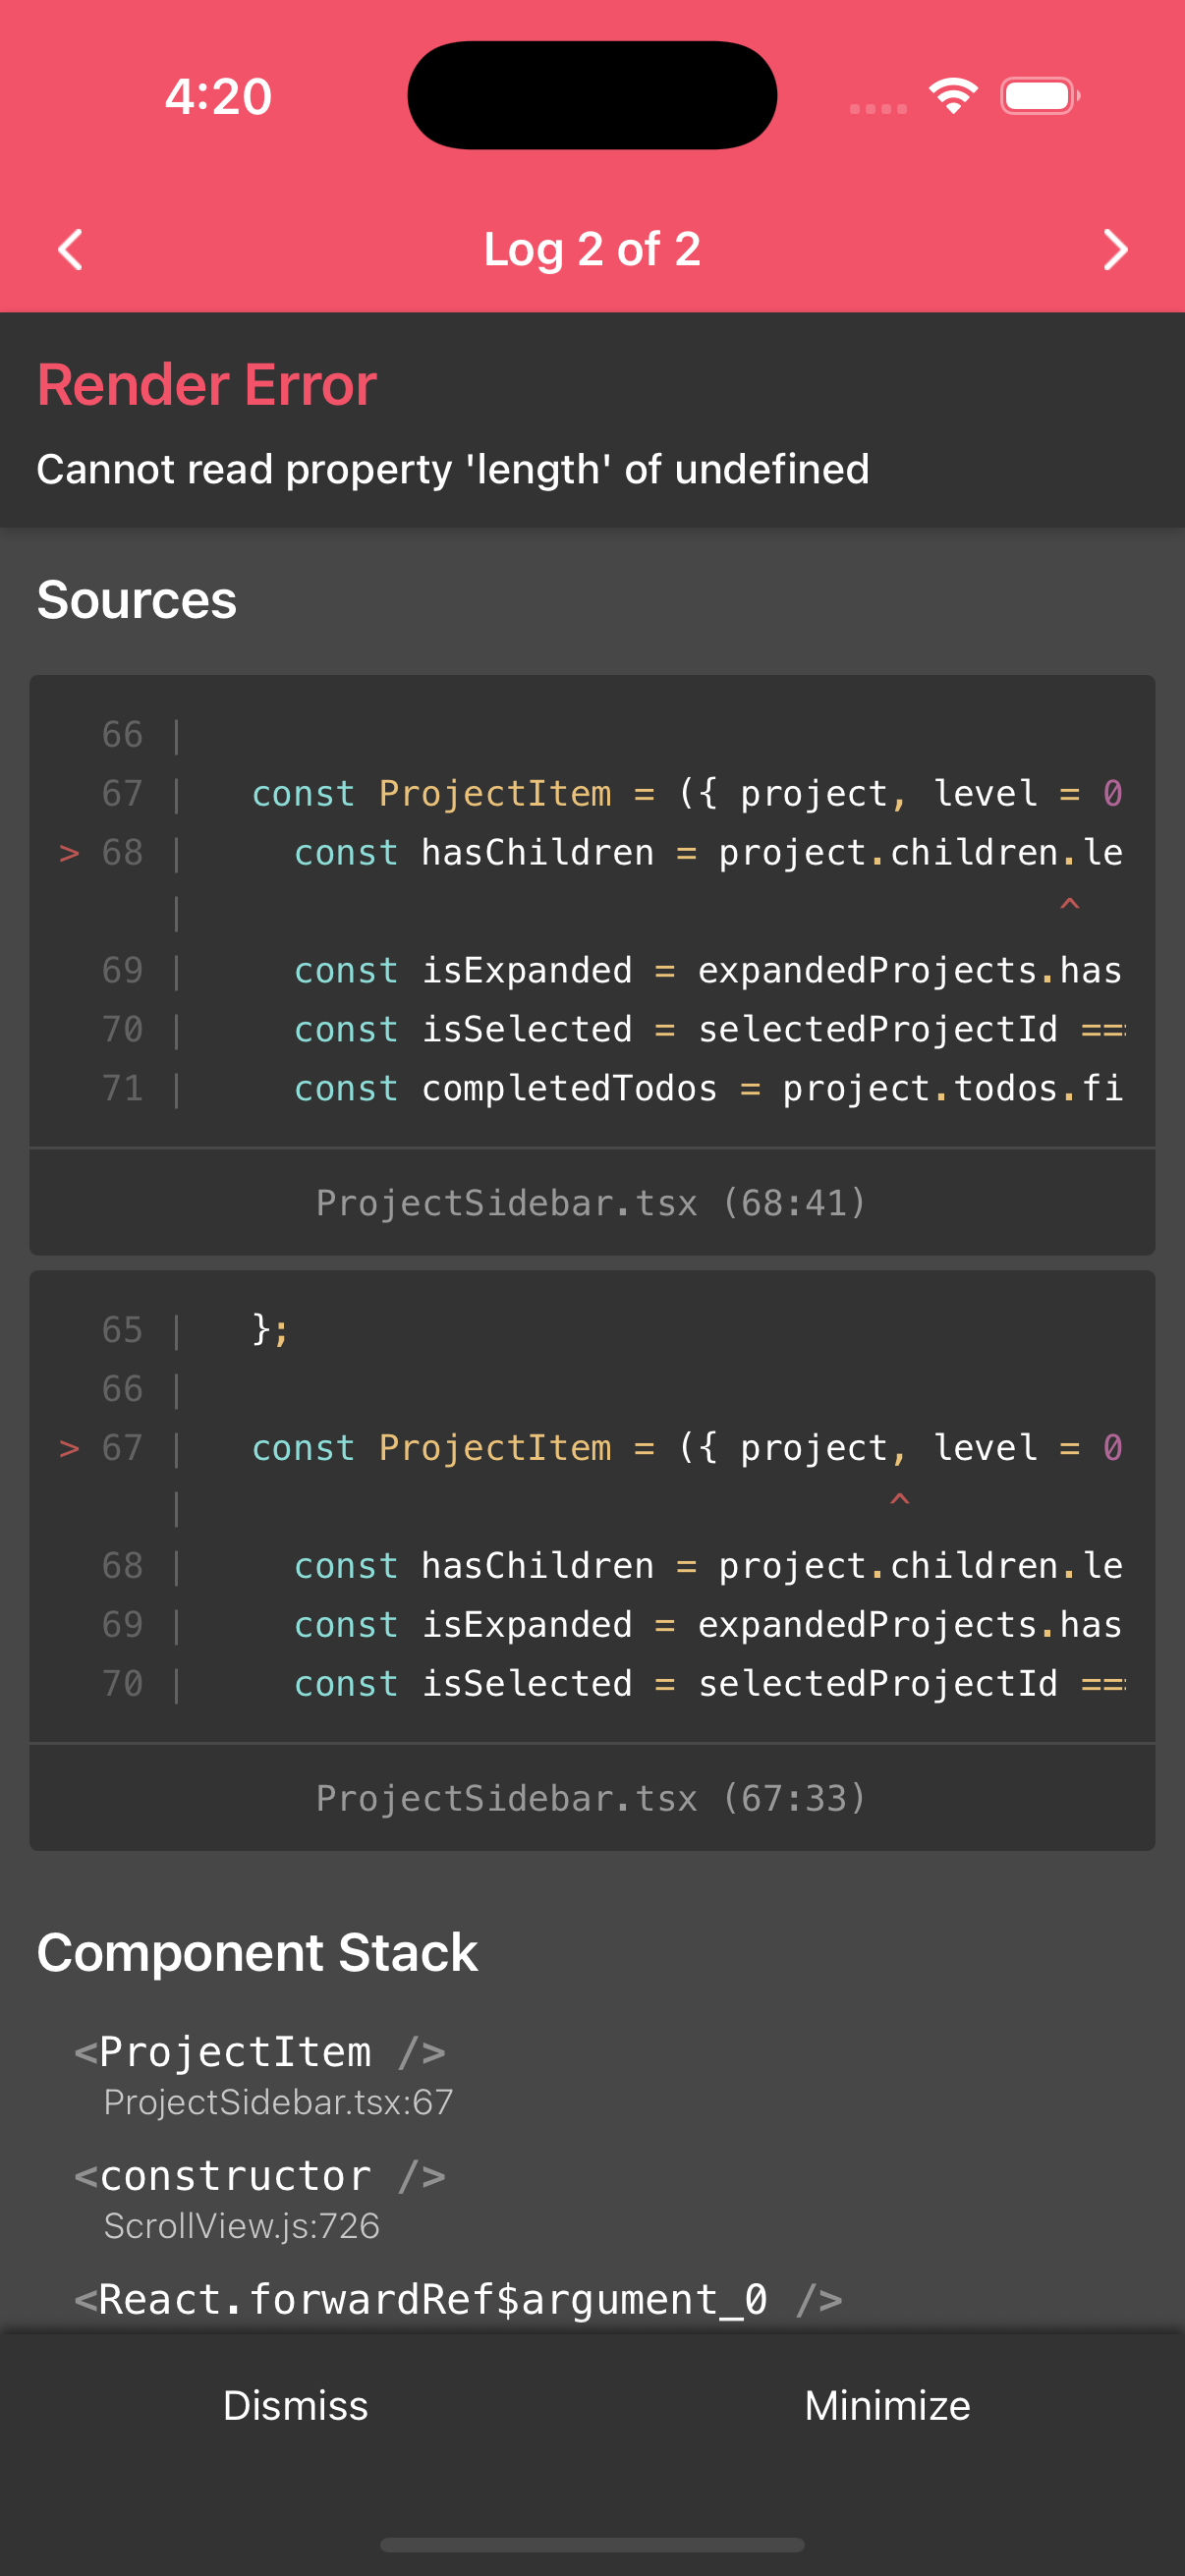 4:20
Log 2 of 2
Render Error
Cannot read property 'length' of undefined
Sources
66 |
67 |   const ProjectItem = ({ project, level = 0
> 68 |     const hasChildren = project.children.le
|                                         ^
69 |     const isExpanded = expandedProjects.has
70 |     const isSelected = selectedProjectId ===
71 |     const completedTodos = project.todos.fi
ProjectSidebar.tsx (68:41)
65 |   };
66 |
> 67 |   const ProjectItem = ({ project, level = 0
|                                 ^
68 |     const hasChildren = project.children.le
69 |     const isExpanded = expandedProjects.has
70 |     const isSelected = selectedProjectId ===
ProjectSidebar.tsx (67:33)
Component Stack
<ProjectItem />
ProjectSidebar.tsx:67
<constructor />
ScrollView.js:726
<React.forwardRef$argument_0 />
Dismiss
Minimize